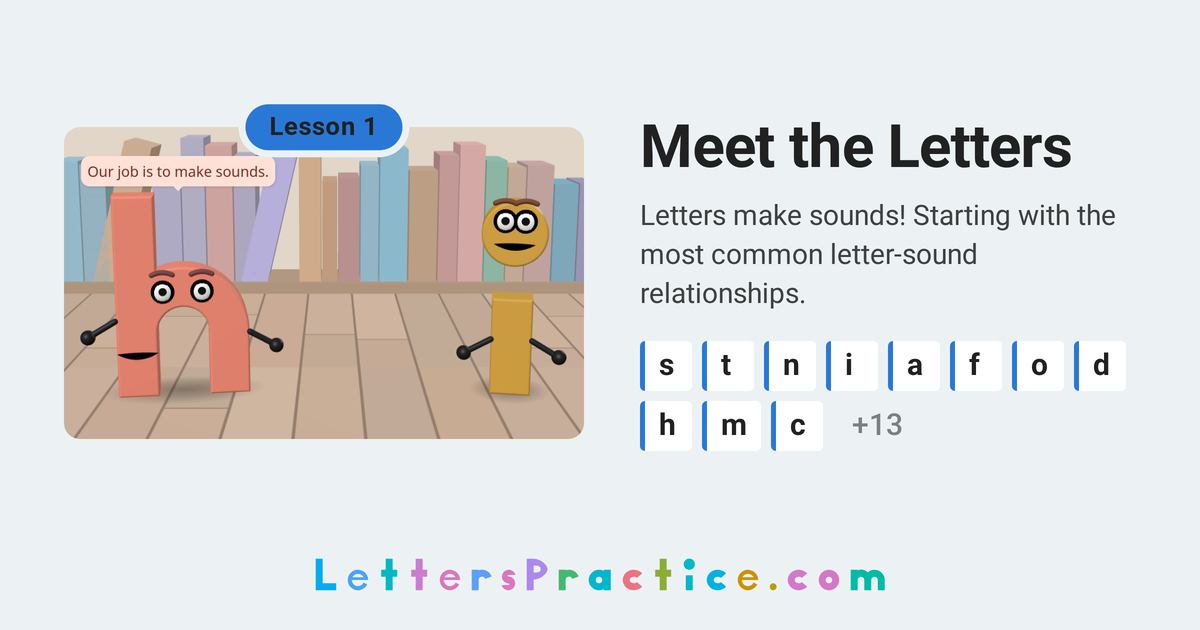 Lesson 1
Our job is to make sounds.
Meet the Letters
Letters make sounds! Starting with the
most common letter-sound
relationships.
s t n i a f o d
h m c +13
LettersPractice.com